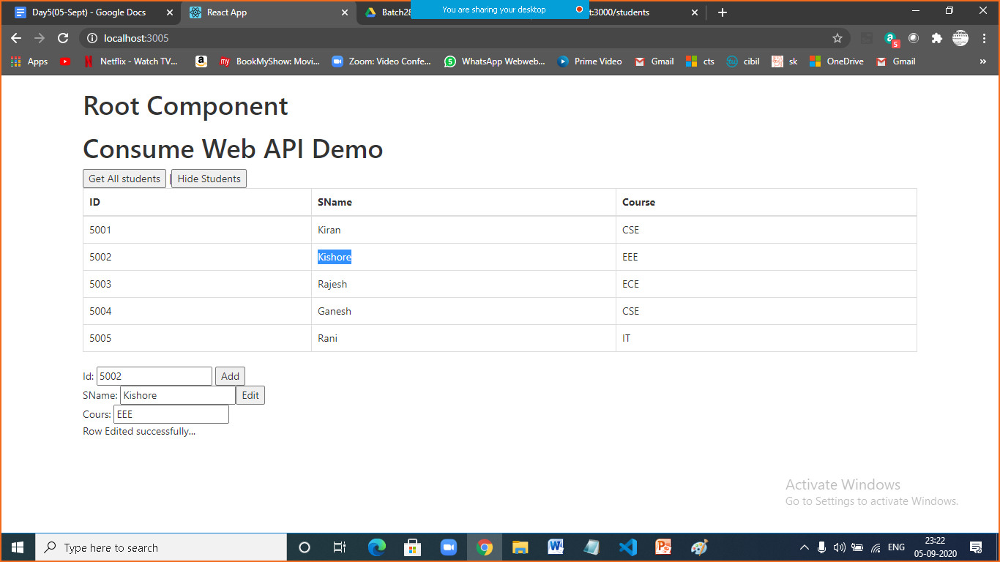 Day5(05-Sept) - Google Docs
React App
Batch28
You are sharing your desktop
t:3000/students
localhost:3005
5
Apps
Netflix - Watch TV...
a
my
BookMyShow: Movi...
Zoom: Video Confe...
5
WhatsApp Webweb...
Prime Video
Gmail
cts
cibil
sk
OneDrive
Gmail
»
Root Component
Consume Web API Demo
Get All students | Hide Students
ID SName Course
5001 Kiran CSE
5002 Kishore EEE
5003 Rajesh ECE
5004 Ganesh CSE
5005 Rani IT
Id: 5002 Add
SName: Kishore Edit
Cours: EEE
Row Edited successfully...
Activate Windows
Go to Settings to activate Windows.
Type here to search
ENG
23:22
05-09-2020